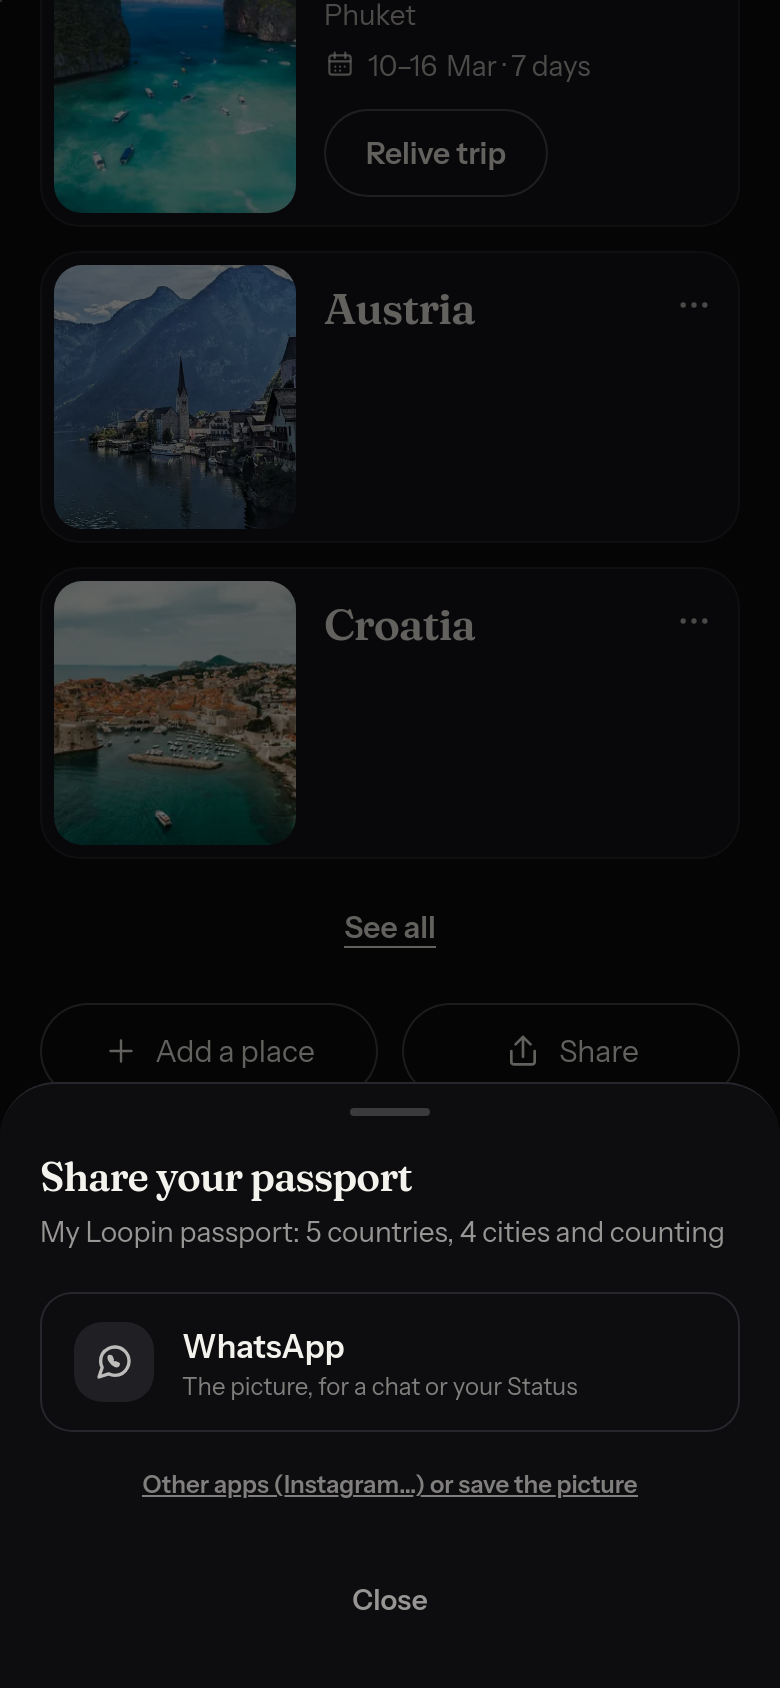 Phuket
10–16 Mar · 7 days
Relive trip
Austria
Croatia
See all
Add a place
Share
Share your passport
My Loopin passport: 5 countries, 4 cities and counting
WhatsApp
The picture, for a chat or your Status
Other apps (Instagram...) or save the picture
Close